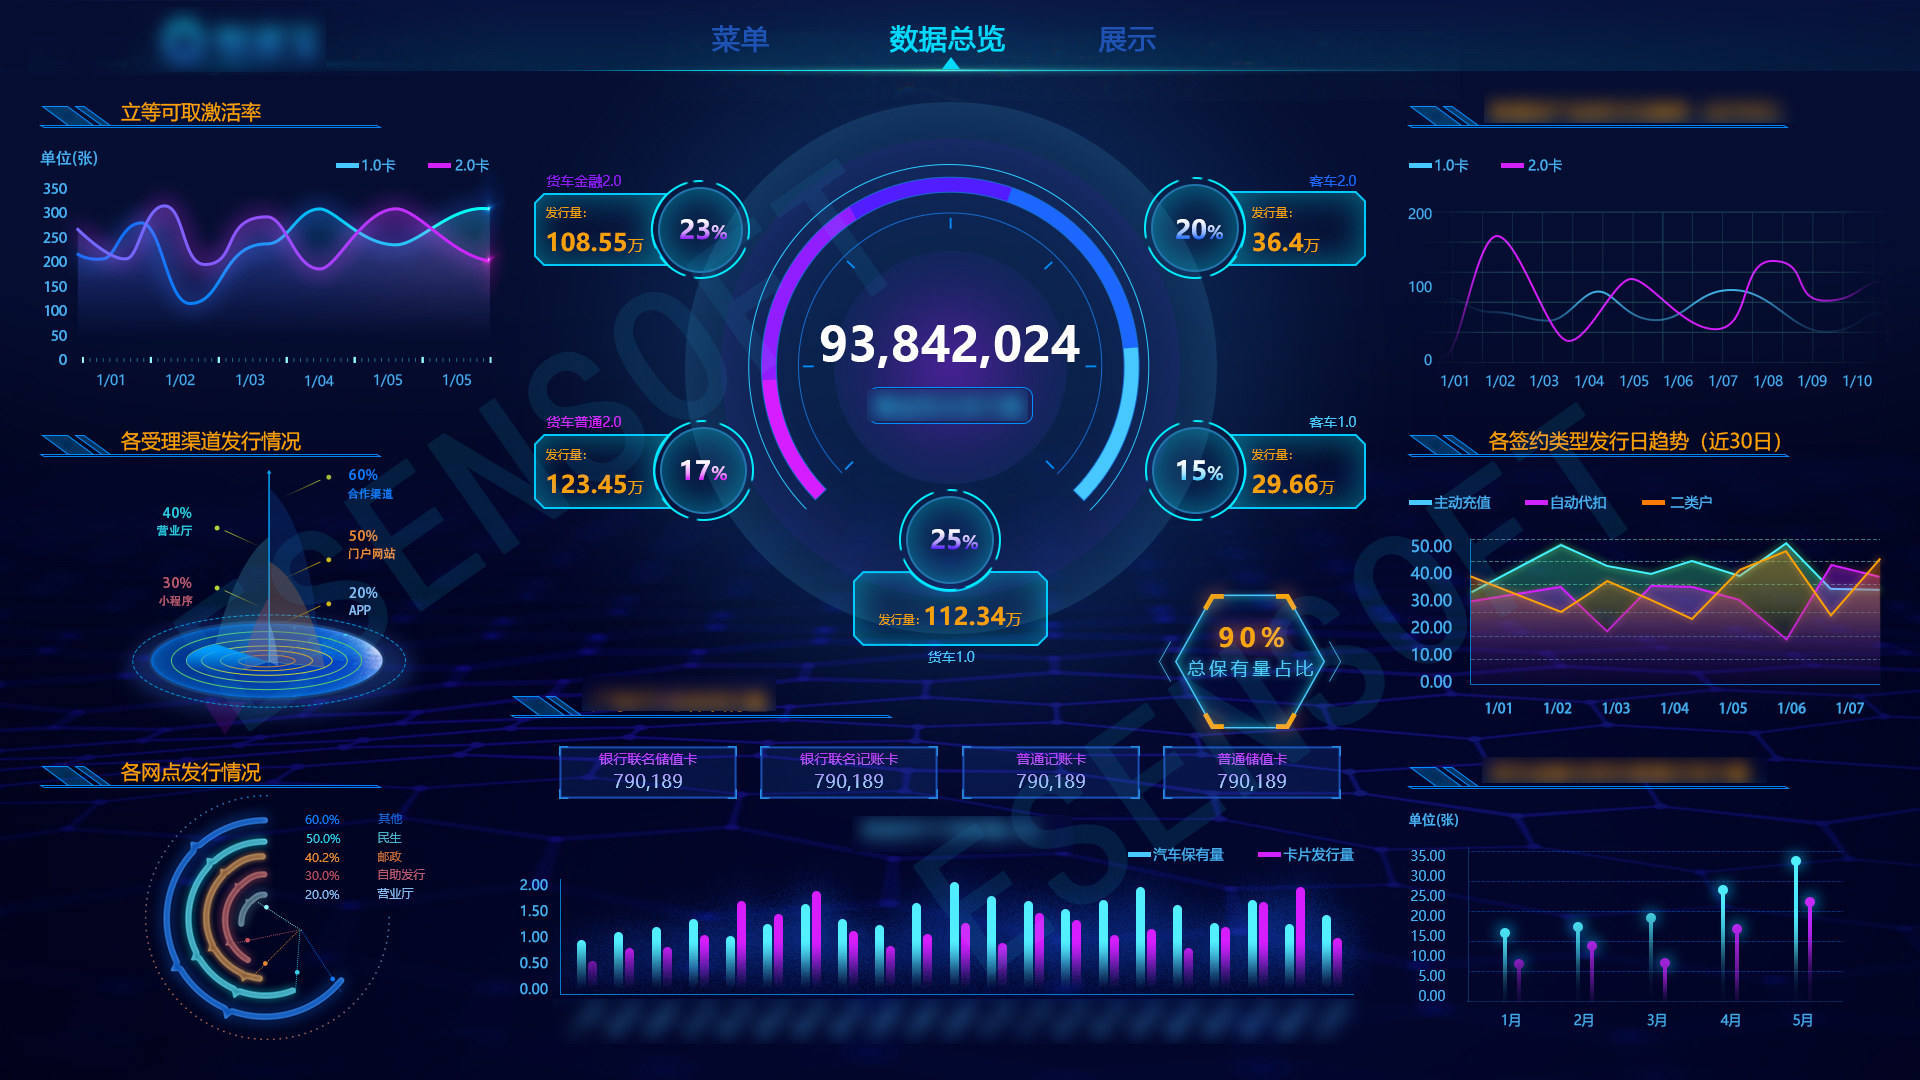 菜单
数据总览
展示
立等可取激活率
单位(张)
1.0卡
2.0卡
350
300
250
200
150
100
50
0
1/01
1/02
1/03
1/04
1/05
1/05
各受理渠道发行情况
60%
合作渠道
40%
营业厅
50%
门户网站
30%
小程序
20%
APP
各网点发行情况
60.0% 其他
50.0% 民生
40.2% 邮政
30.0% 自助发行
20.0% 营业厅
货车金融2.0
发行量:
108.55万
23%
客车2.0
20%
发行量:
36.4万
93,842,024
货车普通2.0
发行量:
123.45万
17%
客车1.0
15%
发行量:
29.66万
25%
发行量: 112.34万
货车1.0
90%
总保有量占比
银行联名储值卡
790,189
银行联名记账卡
790,189
普通记账卡
790,189
普通储值卡
790,189
汽车保有量
卡片发行量
2.00
1.50
1.00
0.50
0.00
1.0卡
2.0卡
200
100
0
1/01
1/02
1/03
1/04
1/05
1/06
1/07
1/08
1/09
1/10
各签约类型发行日趋势（近30日）
主动充值
自动代扣
二类户
50.00
40.00
30.00
20.00
10.00
0.00
1/01
1/02
1/03
1/04
1/05
1/06
1/07
单位(张)
35.00
30.00
25.00
20.00
15.00
10.00
5.00
0.00
1月
2月
3月
4月
5月
ESENSOFT
ESENSOFT